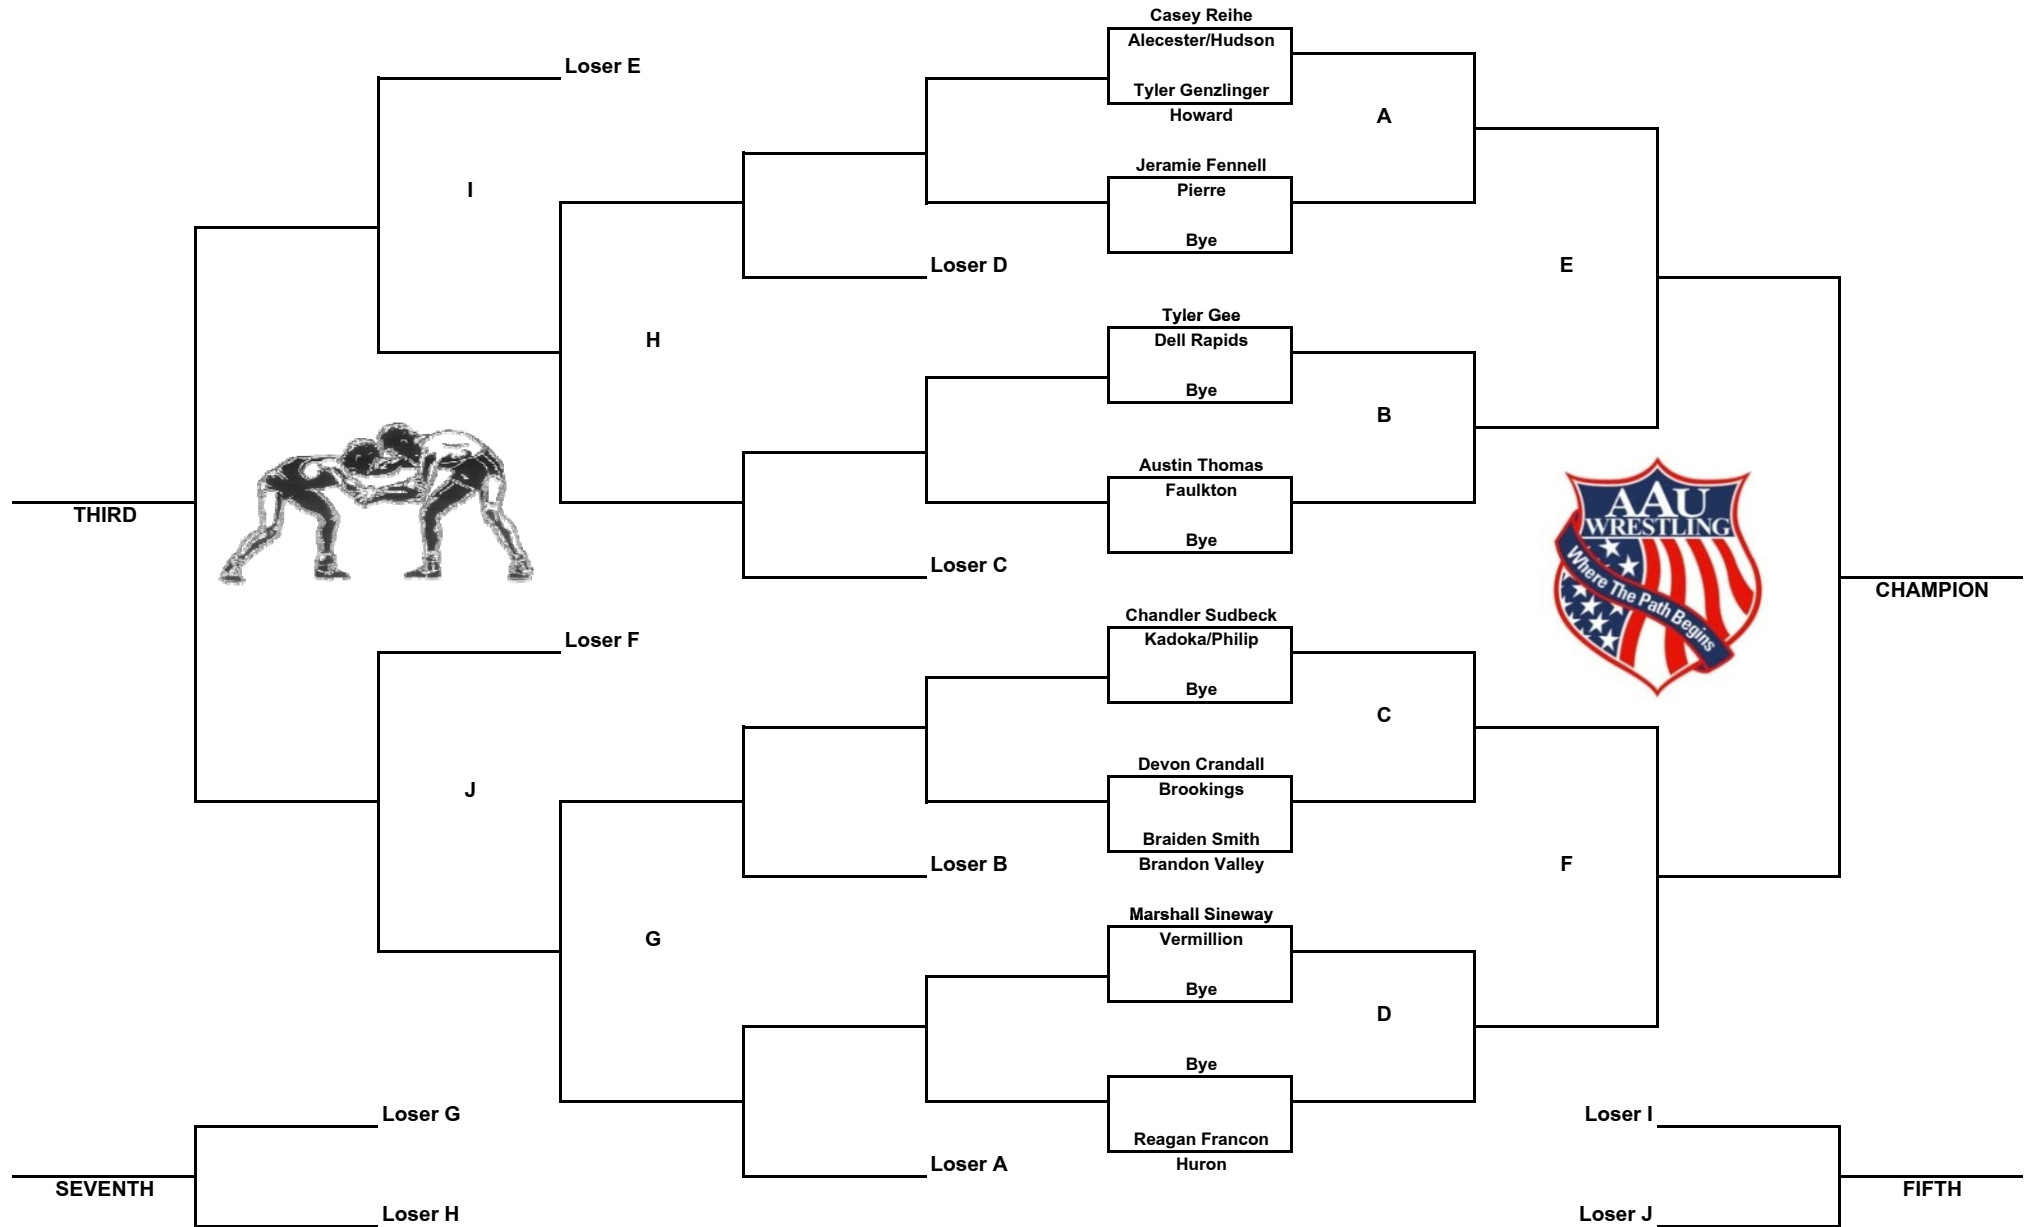 Casey Reihe
Alecester/Hudson
Loser E
Tyler Genzlinger
Howard
A
Jeramie Fennell
Pierre
I
Bye
Loser D
E
Tyler Gee
Dell Rapids
H
Bye
B
Austin Thomas
Faulkton
THIRD
Bye
Loser C
AAU
WRESTLING
Where The Path Begins
CHAMPION
Chandler Sudbeck
Kadoka/Philip
Loser F
Bye
C
Devon Crandall
Brookings
J
Braiden Smith
Brandon Valley
Loser B
F
Marshall Sineway
Vermillion
G
Bye
D
Bye
Loser G
Loser I
Reagan Francon
Huron
Loser A
SEVENTH
FIFTH
Loser H
Loser J